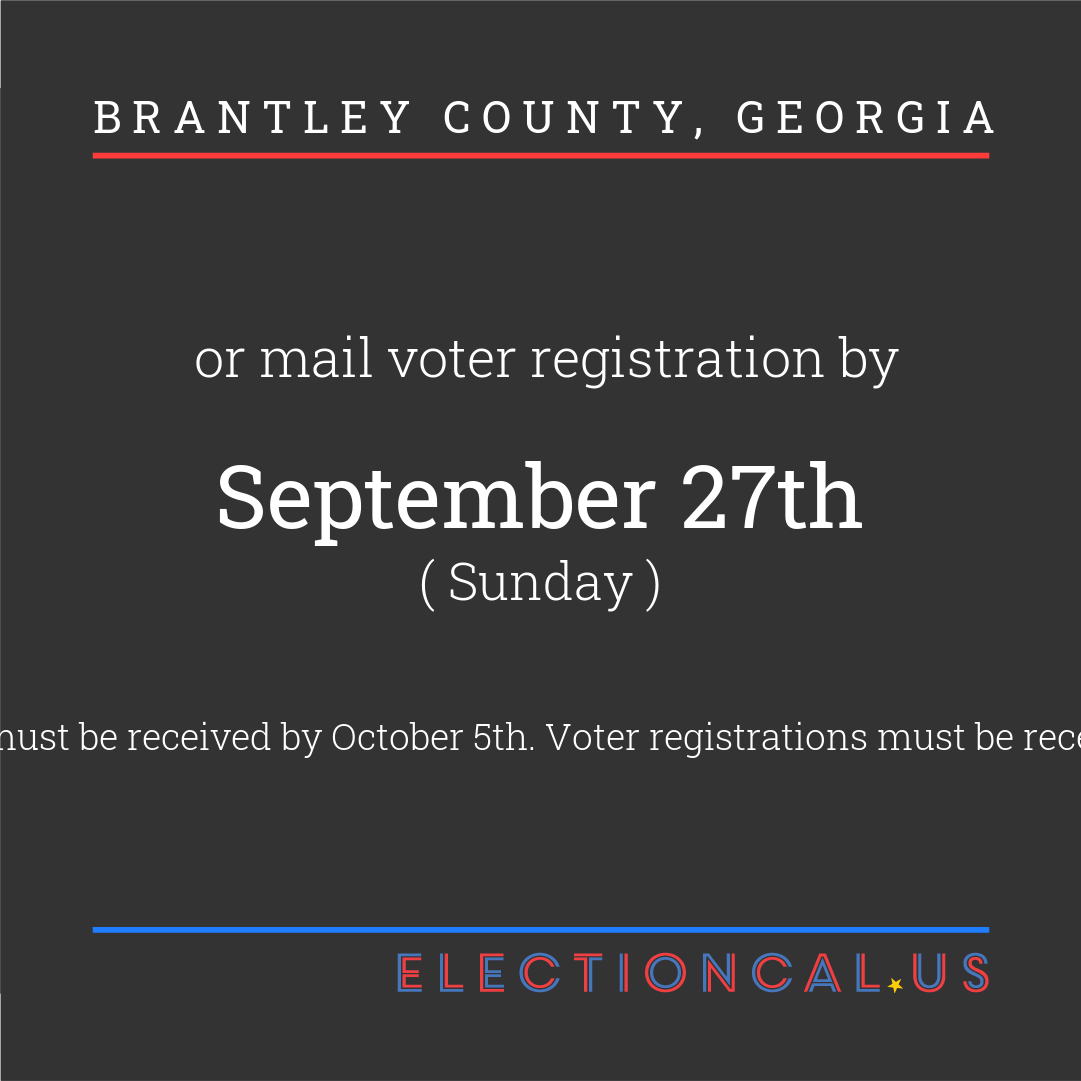 BRANTLEY COUNTY, GEORGIA
or mail voter registration by
September 27th
( Sunday )
must be received by October 5th. Voter registrations must be
ELECTIONCAL.US